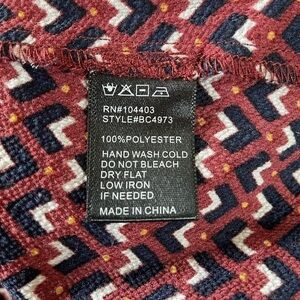 RN#104403
STYLE#BC4973
100%POLYESTER
HAND WASH COLD
DO NOT BLEACH
DRY FLAT
LOW IRON
IF NEEDED
MADE IN CHINA